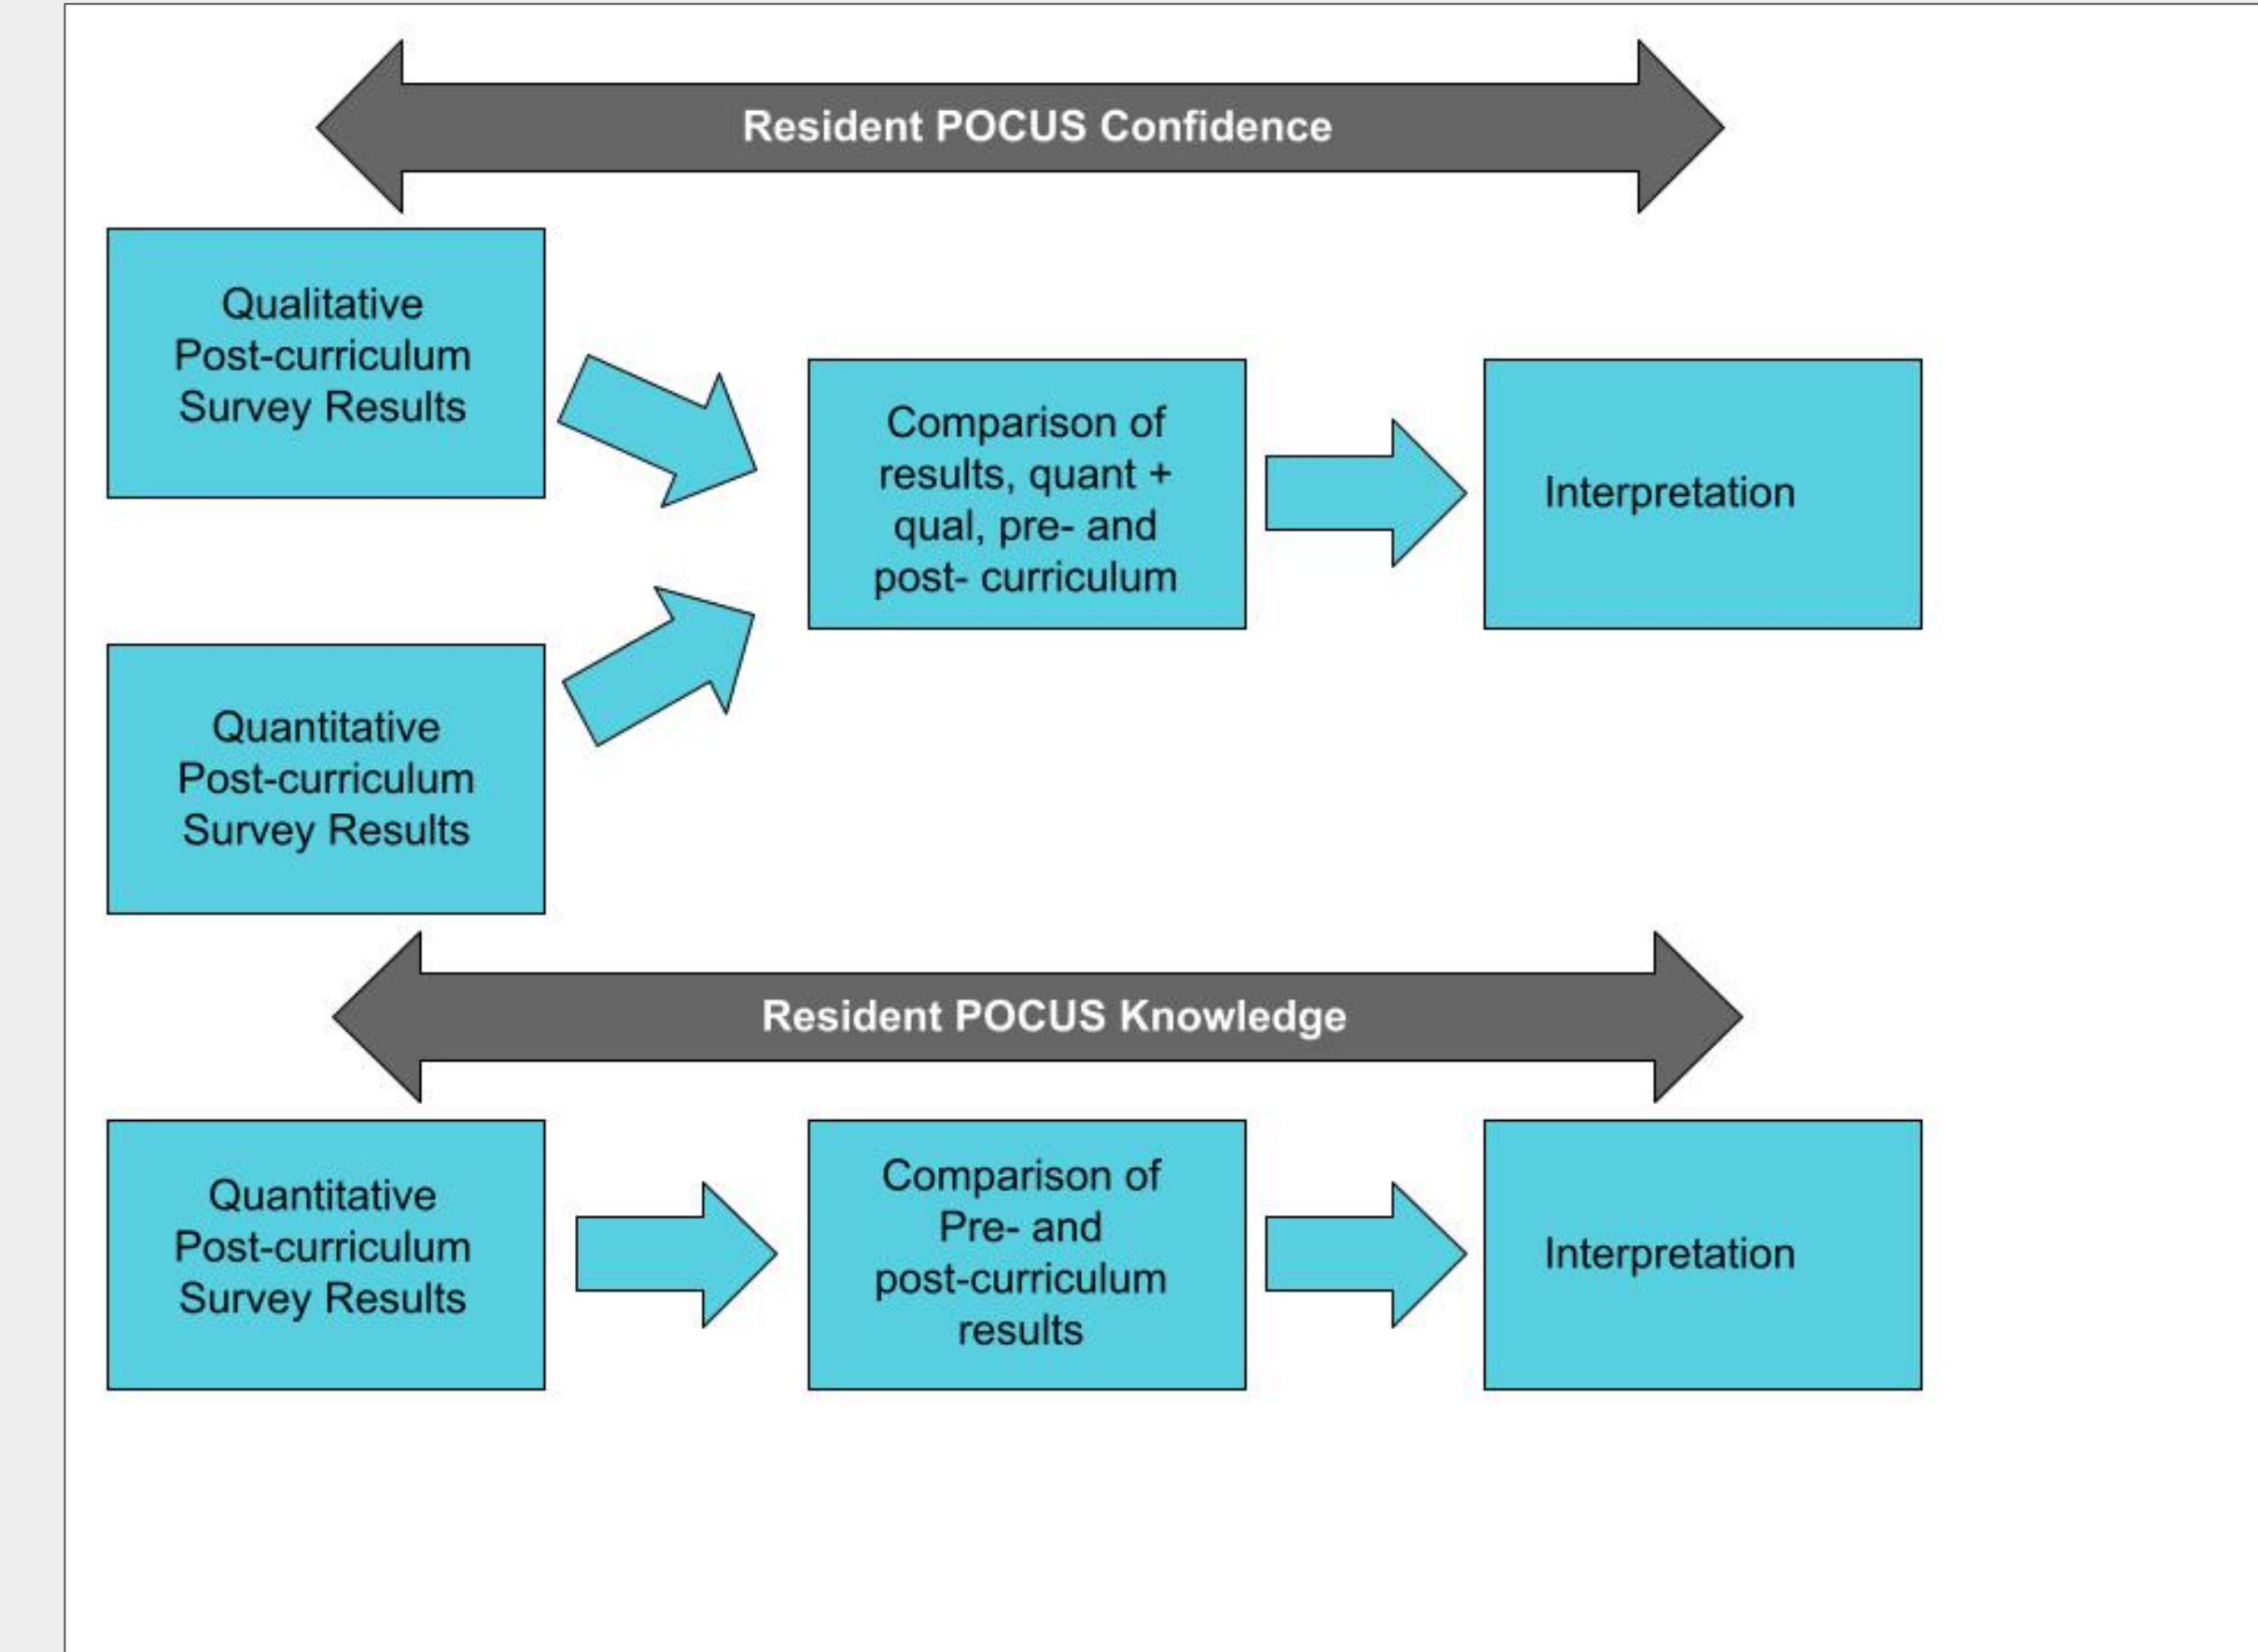 Resident POCUS Confidence
Qualitative
Post-curriculum
Survey Results
Quantitative
Post-curriculum
Survey Results
Comparison of
results, quant +
qual, pre- and
post- curriculum
Interpretation
Resident POCUS Knowledge
Quantitative
Post-curriculum
Survey Results
Comparison of
Pre- and
post-curriculum
results
Interpretation